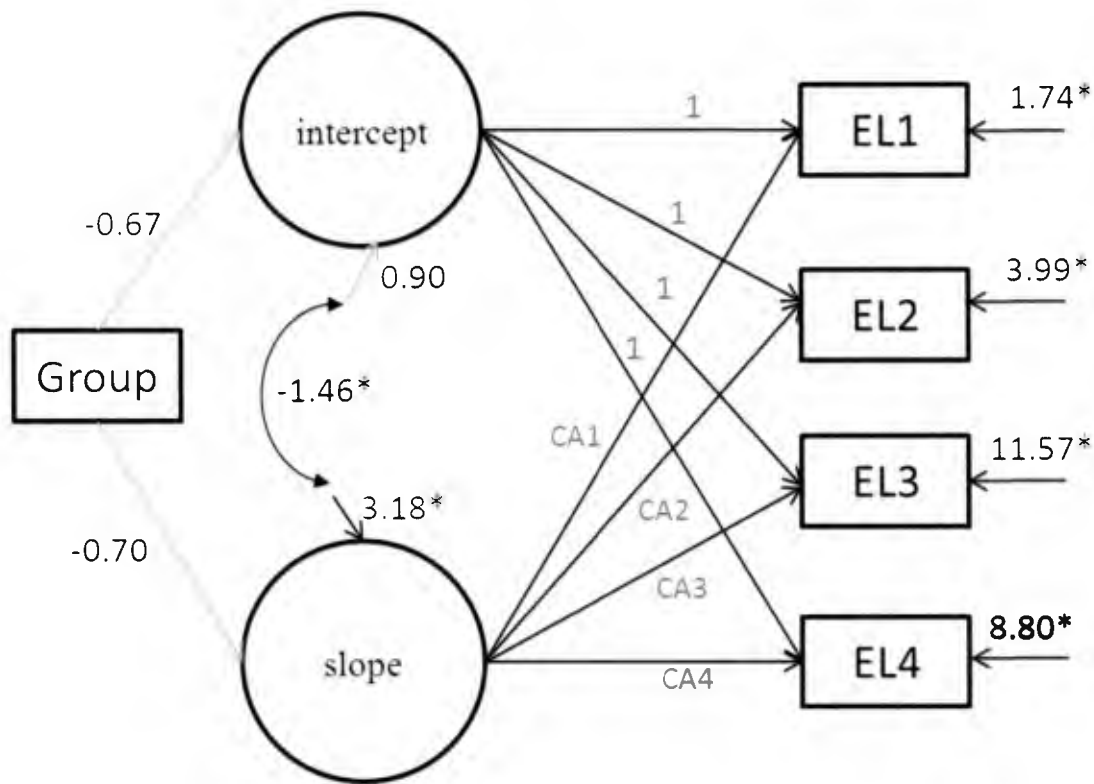 1
1.74*
EL1
intercept
-0.67
1
3.99*
EL2
0.90
1
1
Group
-1.46*
CA1
11.57*
EL3
3.18*
CA2
-0.70
CA3
8.80*
EL4
slope
CA4